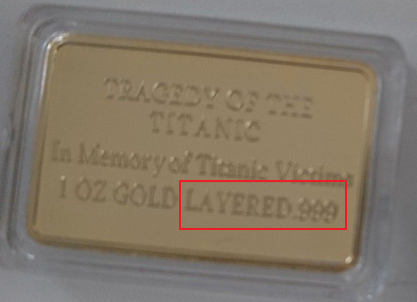 TRAGEDY OF THE
TITANIC
In Memory of Titanic Victims
1 OZ GOLD LAYERED .999